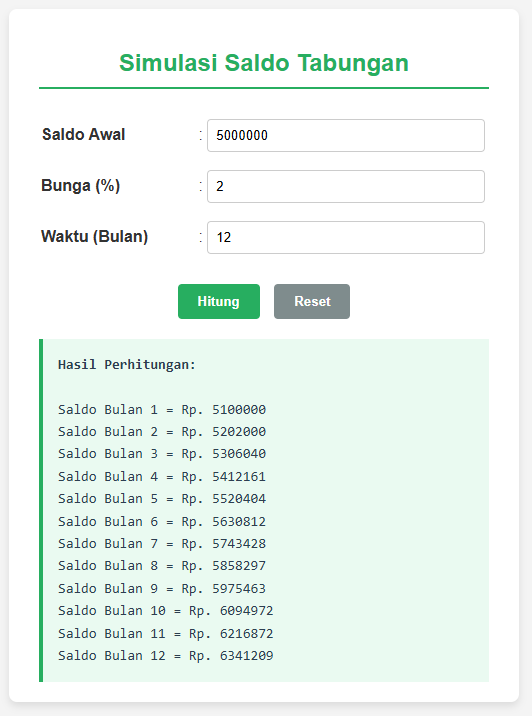 Simulasi Saldo Tabungan
Saldo Awal : 5000000
Bunga (%) : 2
Waktu (Bulan) : 12
Hitung Reset
Hasil Perhitungan:
Saldo Bulan 1 = Rp. 5100000
Saldo Bulan 2 = Rp. 5202000
Saldo Bulan 3 = Rp. 5306040
Saldo Bulan 4 = Rp. 5412161
Saldo Bulan 5 = Rp. 5520404
Saldo Bulan 6 = Rp. 5630812
Saldo Bulan 7 = Rp. 5743428
Saldo Bulan 8 = Rp. 5858297
Saldo Bulan 9 = Rp. 5975463
Saldo Bulan 10 = Rp. 6094972
Saldo Bulan 11 = Rp. 6216872
Saldo Bulan 12 = Rp. 6341209